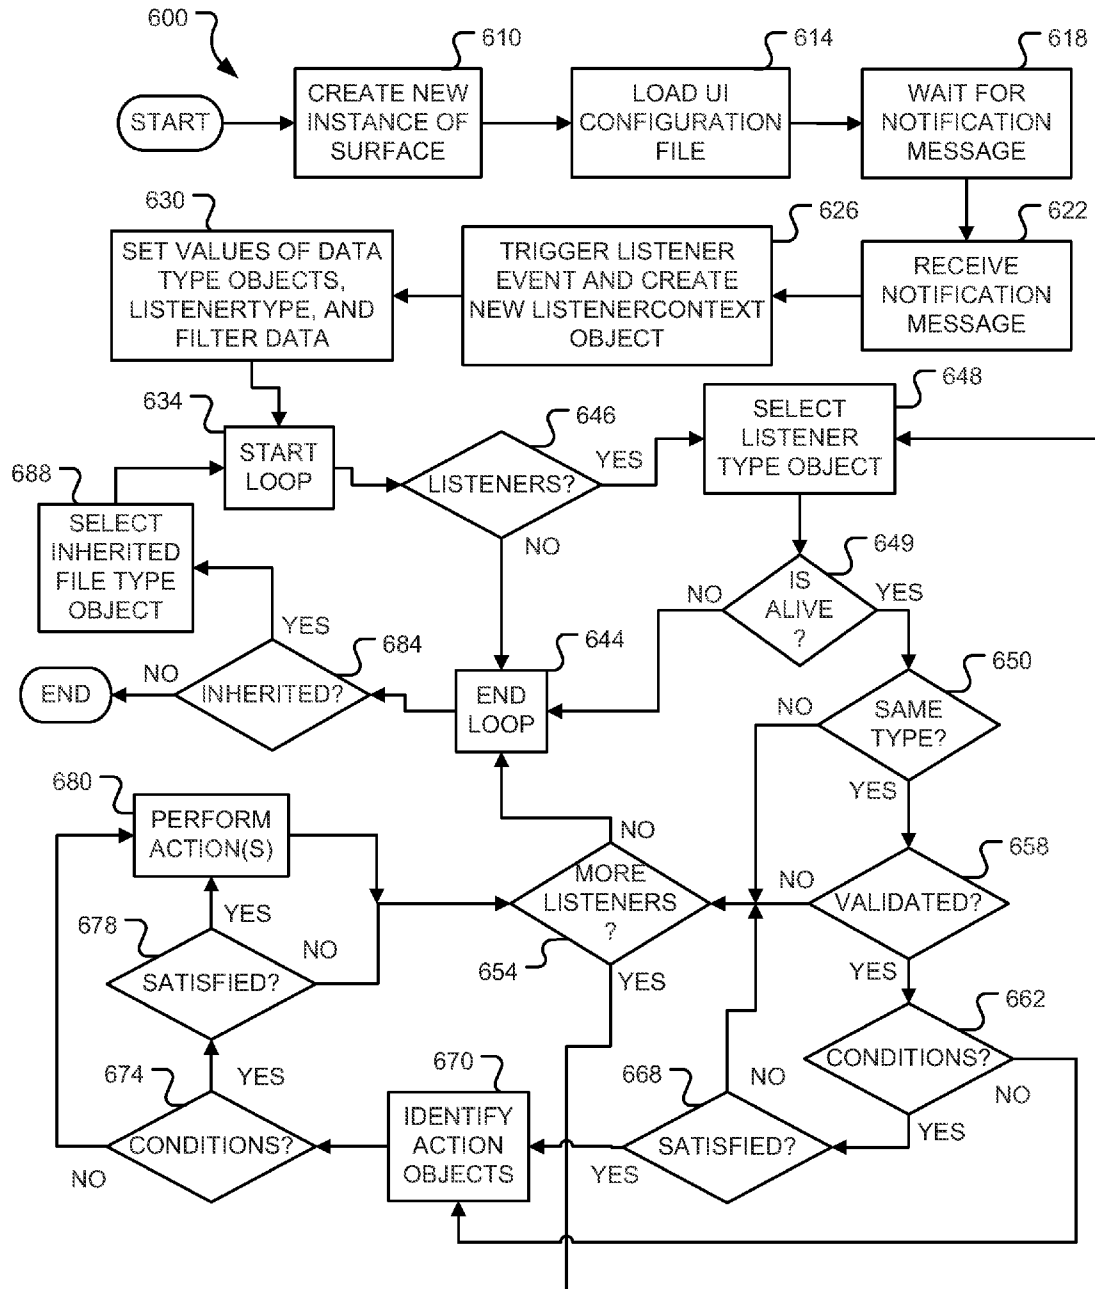 600
610
614
618
START
CREATE NEW
INSTANCE OF
SURFACE
LOAD UI
CONFIGURATION
FILE
WAIT FOR
NOTIFICATION
MESSAGE
630
626
622
SET VALUES OF DATA
TYPE OBJECTS,
LISTENERTYPE, AND
FILTER DATA
TRIGGER LISTENER
EVENT AND CREATE
NEW LISTENERCONTEXT
OBJECT
RECEIVE
NOTIFICATION
MESSAGE
634
646
648
START
LOOP
LISTENERS?
YES
NO
SELECT
LISTENER
TYPE OBJECT
688
SELECT
INHERITED
FILE TYPE
OBJECT
649
IS
ALIVE
?
NO
YES
YES
684
644
650
END
NO
INHERITED?
END
LOOP
NO
SAME
TYPE?
YES
680
PERFORM
ACTION(S)
NO
MORE
LISTENERS
?
654
YES
658
NO
VALIDATED?
YES
YES
678
NO
SATISFIED?
662
CONDITIONS?
NO
YES
674
YES
670
668
NO
CONDITIONS?
NO
IDENTIFY
ACTION
OBJECTS
YES
SATISFIED?